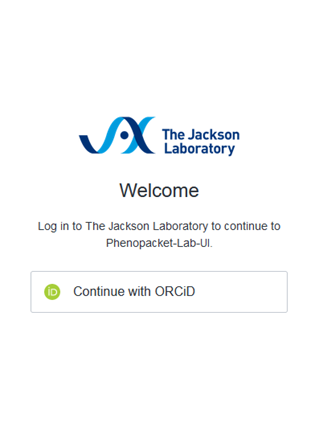 The Jackson
Laboratory
Welcome
Log in to The Jackson Laboratory to continue to
Phenopacket-Lab-UI.
iD Continue with ORCiD